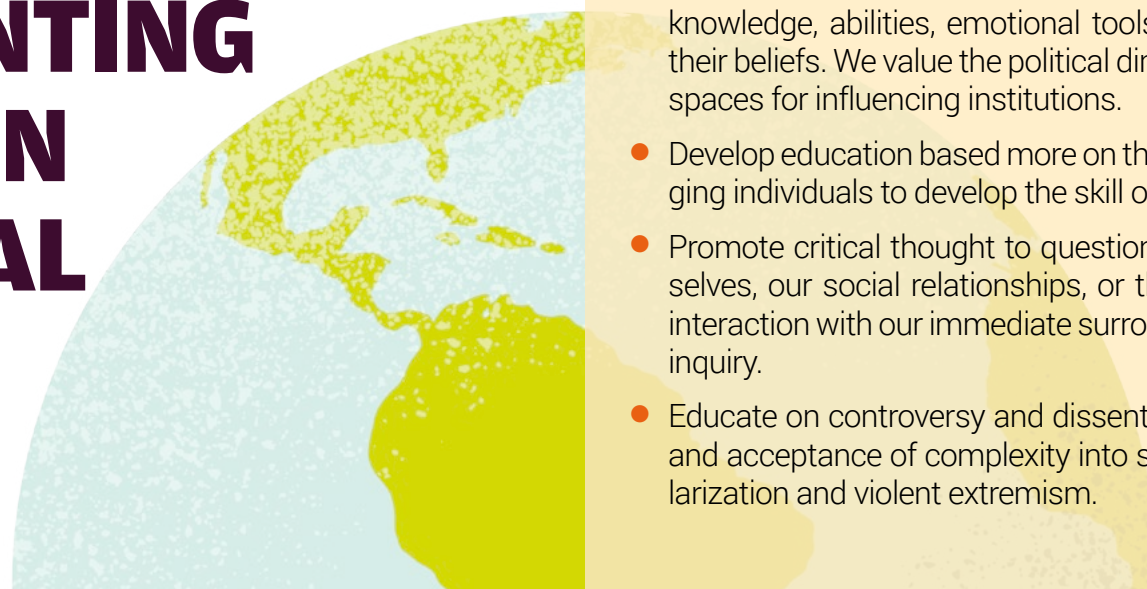 NTING
N
AL
knowledge, abilities, emotional tools
their beliefs. We value the political di
spaces for influencing institutions.
● Develop education based more on th
ging individuals to develop the skill o
● Promote critical thought to question
selves, our social relationships, or t
interaction with our immediate surro
inquiry.
● Educate on controversy and dissent
and acceptance of complexity into s
larization and violent extremism.